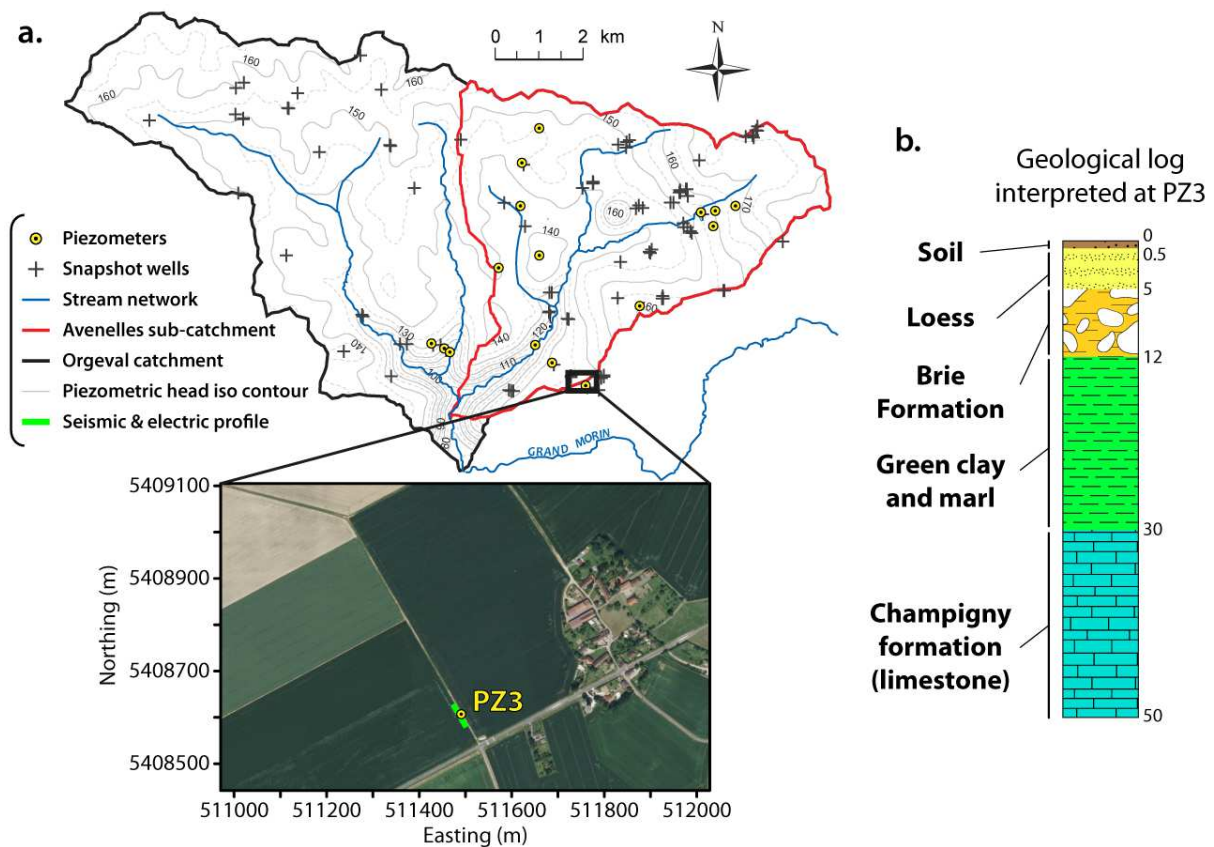 a.
0 1 2 km
N
160
160
160
150
150
160
170
160
140
160
130
140
120
140
110
100
90
60
GRAND MORIN
Piezometers
Snapshot wells
Stream network
Avenelles sub-catchment
Orgeval catchment
Piezometric head iso contour
Seismic & electric profile
5409100
5408900
5408700
5408500
Northing (m)
PZ3
511000 511200 511400 511600 511800 512000
Easting (m)
b.
Geological log
interpreted at PZ3
Soil
Loess
Brie
Formation
Green clay
and marl
Champigny
formation
(limestone)
0
0.5
5
12
30
50